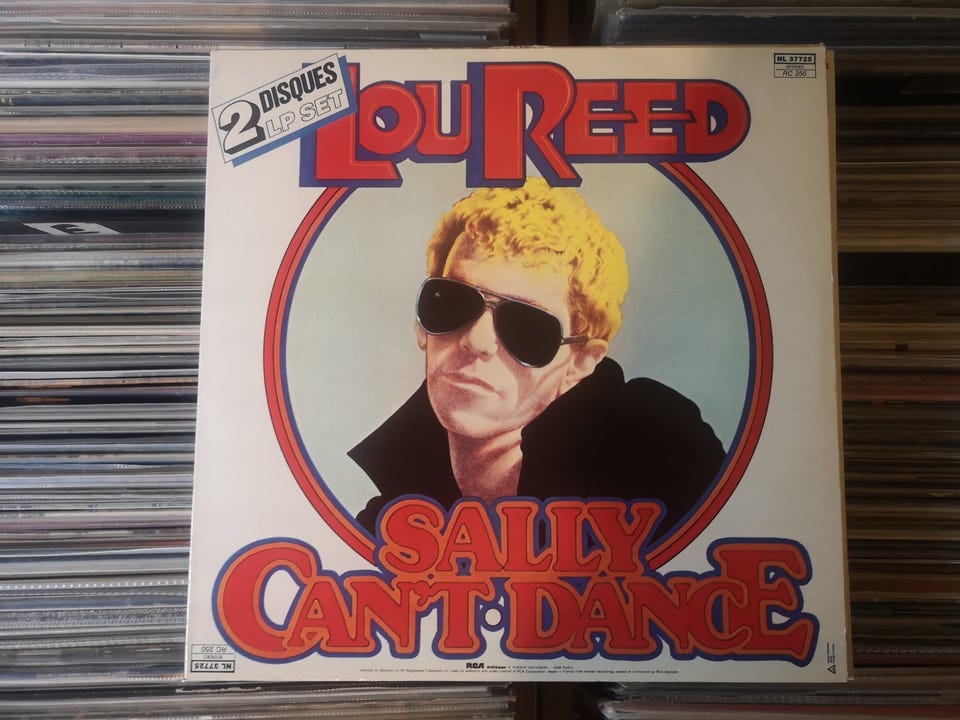 2 DISQUES
LP SET
LOU REED
NL 37725
RC 250
SALLY
CAN'T·DANCE
RC 250
NL 37725
RCA